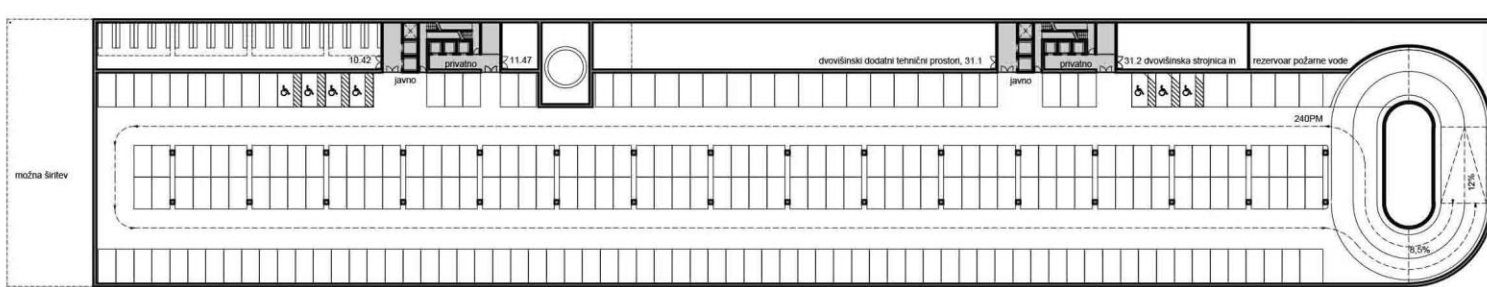 10.42
privatno
11.47
javno
dvovišinski dodatni tehnični prostori, 31.1
privatno
31.2 dvovišinska strojnica in
rezervoar požarne vode
javno
240PM
možna širitev
12%
8,5%